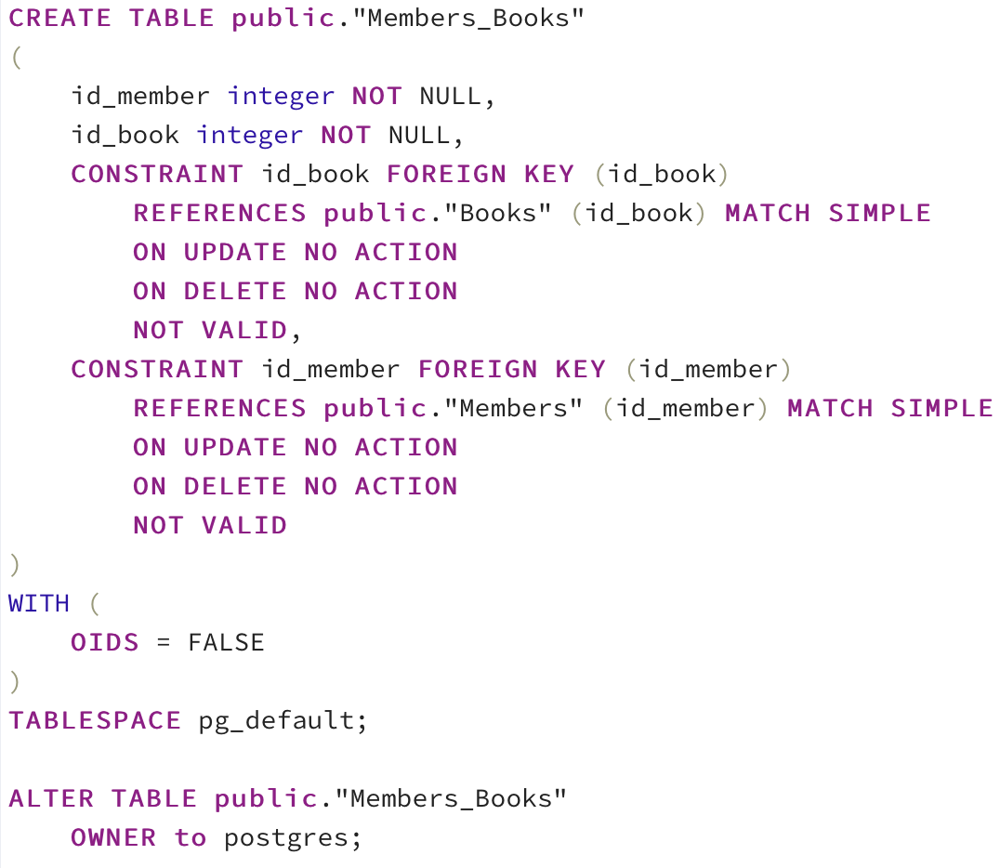 CREATE TABLE public."Members_Books"
(
    id_member integer NOT NULL,
    id_book integer NOT NULL,
    CONSTRAINT id_book FOREIGN KEY (id_book)
        REFERENCES public."Books" (id_book) MATCH SIMPLE
        ON UPDATE NO ACTION
        ON DELETE NO ACTION
        NOT VALID,
    CONSTRAINT id_member FOREIGN KEY (id_member)
        REFERENCES public."Members" (id_member) MATCH SIMPLE
        ON UPDATE NO ACTION
        ON DELETE NO ACTION
        NOT VALID
)
WITH (
    OIDS = FALSE
)
TABLESPACE pg_default;

ALTER TABLE public."Members_Books"
    OWNER to postgres;